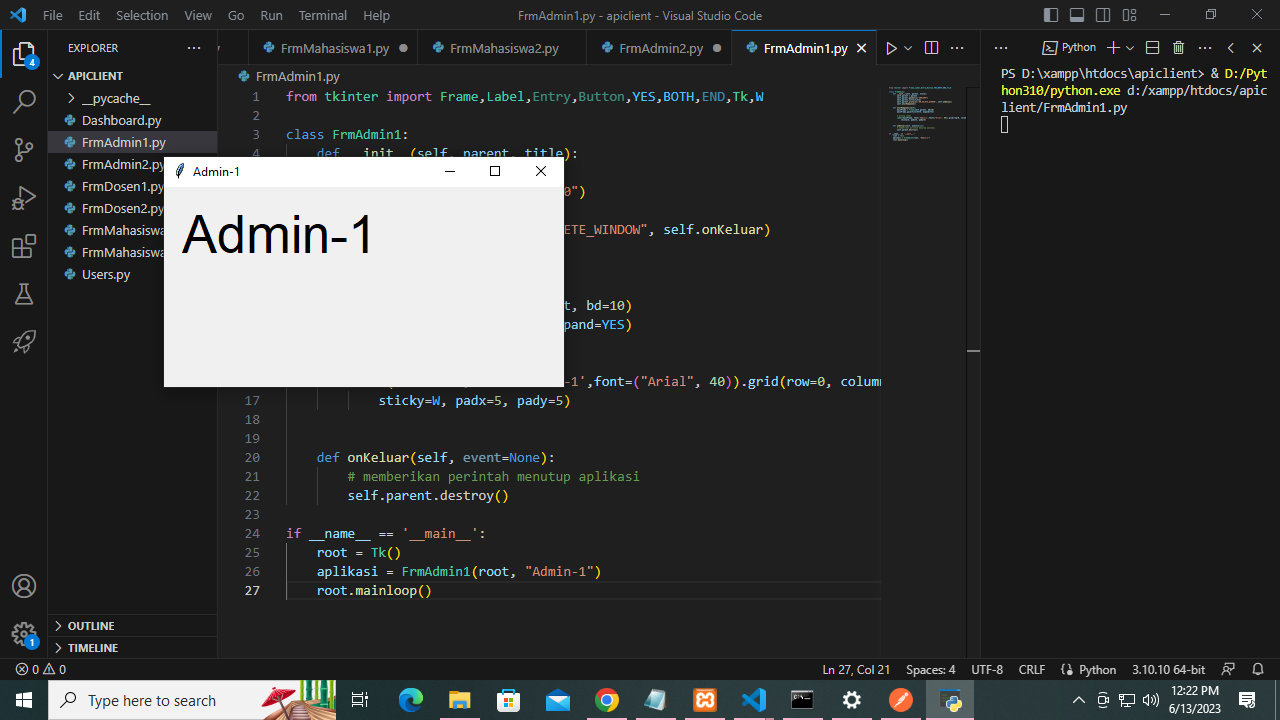 File Edit Selection View Go Run Terminal Help
FrmAdmin1.py - apiclient - Visual Studio Code
EXPLORER
FrmMahasiswa1.py
FrmMahasiswa2.py
FrmAdmin2.py
FrmAdmin1.py
Python
APICLIENT
__pycache__
Dashboard.py
FrmAdmin1.py
FrmAdmin2.py
FrmDosen1.py
FrmDosen2.py
FrmMahasiswa
FrmMahasiswa
Users.py
OUTLINE
TIMELINE
4
1
FrmAdmin1.py
1 from tkinter import Frame,Label,Entry,Button,YES,BOTH,END,Tk,W
2
3 class FrmAdmin1:
4 def __init__(self, parent, title):
0")
ETE_WINDOW", self.onKeluar)
t, bd=10)
pand=YES)
-1',font=("Arial", 40)).grid(row=0, colum
17 sticky=W, padx=5, pady=5)
18
19
20 def onKeluar(self, event=None):
21 # memberikan perintah menutup aplikasi
22 self.parent.destroy()
23
24 if __name__ == '__main__':
25 root = Tk()
26 aplikasi = FrmAdmin1(root, "Admin-1")
27 root.mainloop()
Admin-1
Admin-1
PS D:\xampp\htdocs\apiclient> & D:/Pyt
hon310/python.exe d:/xampp/htdocs/apic
lient/FrmAdmin1.py
0 0
Ln 27, Col 21 Spaces: 4 UTF-8 CRLF Python 3.10.10 64-bit
Type here to search
12:22 PM
6/13/2023